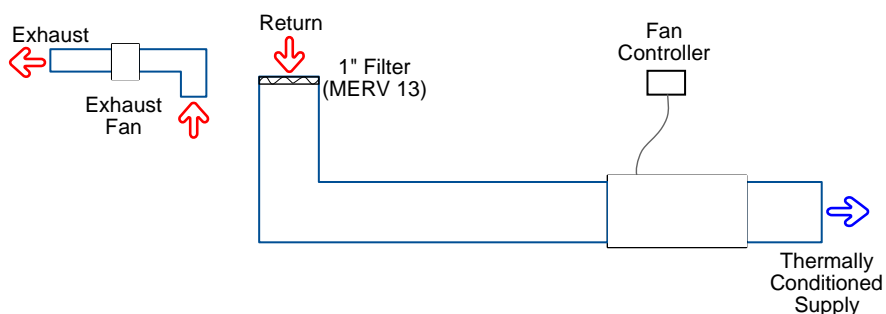 Exhaust
Exhaust
Fan
Return
1" Filter
(MERV 13)
Fan
Controller
Thermally
Conditioned
Supply